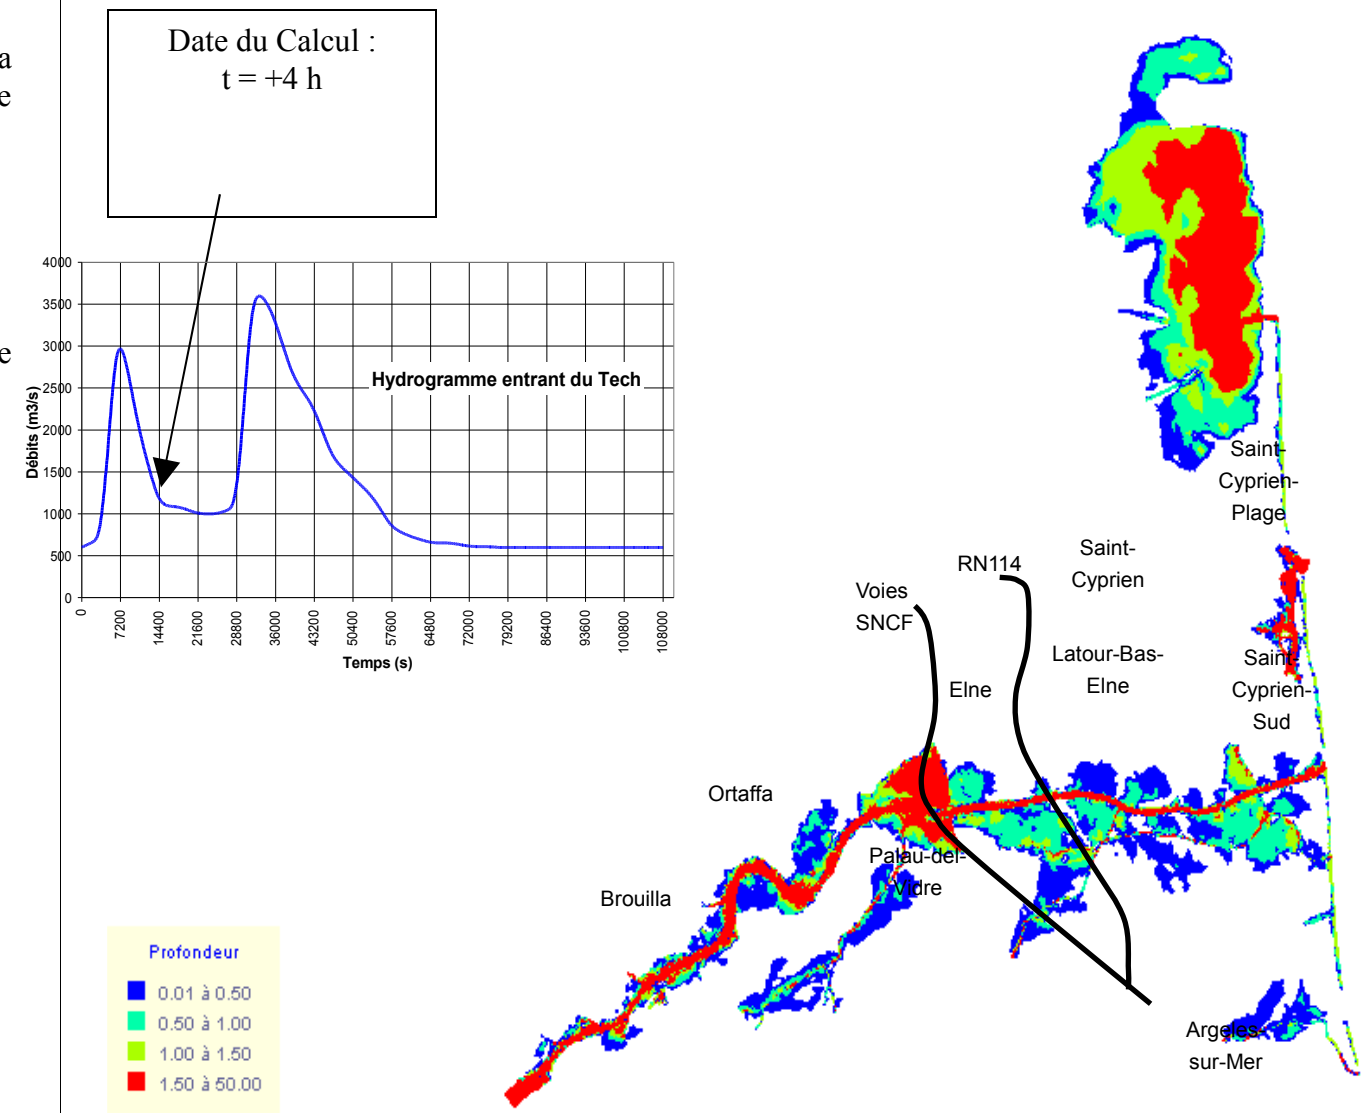 a
e
e
Date du Calcul :
t = +4 h
4000
3500
3000
2500
2000
1500
1000
500
0
Débits (m3/s)
Hydrogramme entrant du Tech
0
7200
14400
21600
28800
36000
43200
50400
57600
64800
72000
79200
86400
93600
100800
108000
Temps (s)
Saint-
Cyprien-
Plage
RN114
Saint-
Cyprien
Voies
SNCF
Latour-Bas-
Elne
Elne
Saint-
Cyprien-
Sud
Ortaffa
Palau-del-
Vidre
Brouilla
Argeles-
sur-Mer
Profondeur
0.01 à 0.50
0.50 à 1.00
1.00 à 1.50
1.50 à 50.00